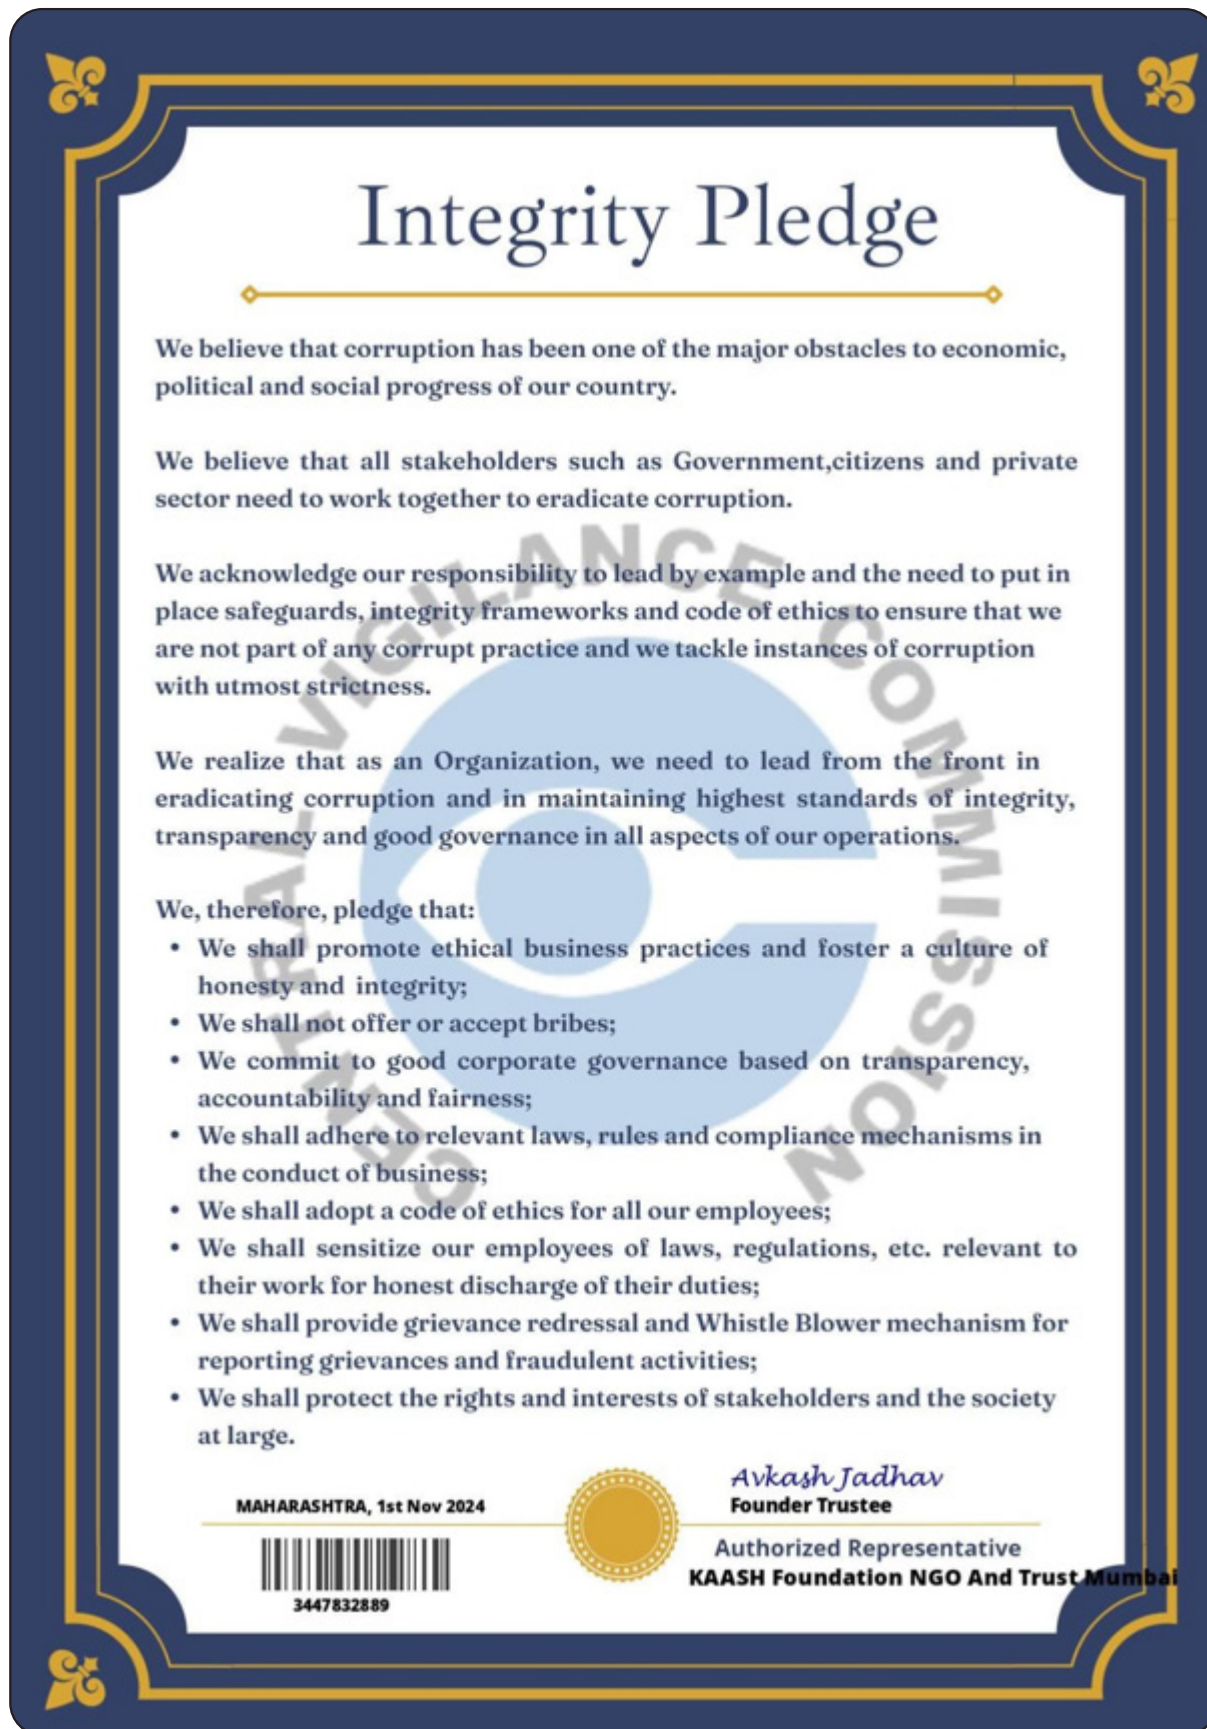 Integrity Pledge
We believe that corruption has been one of the major obstacles to economic,
political and social progress of our country.
We believe that all stakeholders such as Government,citizens and private
sector need to work together to eradicate corruption.
We acknowledge our responsibility to lead by example and the need to put in
place safeguards, integrity frameworks and code of ethics to ensure that we
are not part of any corrupt practice and we tackle instances of corruption
with utmost strictness.
We realize that as an Organization, we need to lead from the front in
eradicating corruption and in maintaining highest standards of integrity,
transparency and good governance in all aspects of our operations.
We, therefore, pledge that:
• We shall promote ethical business practices and foster a culture of
honesty and integrity;
• We shall not offer or accept bribes;
• We commit to good corporate governance based on transparency,
accountability and fairness;
• We shall adhere to relevant laws, rules and compliance mechanisms in
the conduct of business;
• We shall adopt a code of ethics for all our employees;
• We shall sensitize our employees of laws, regulations, etc. relevant to
their work for honest discharge of their duties;
• We shall provide grievance redressal and Whistle Blower mechanism for
reporting grievances and fraudulent activities;
• We shall protect the rights and interests of stakeholders and the society
at large.
CENTRAL VIGILANCE COMMISSION
Avkash Jadhav
MAHARASHTRA, 1st Nov 2024
Founder Trustee
Authorized Representative
KAASH Foundation NGO And Trust Mumbai
3447832889